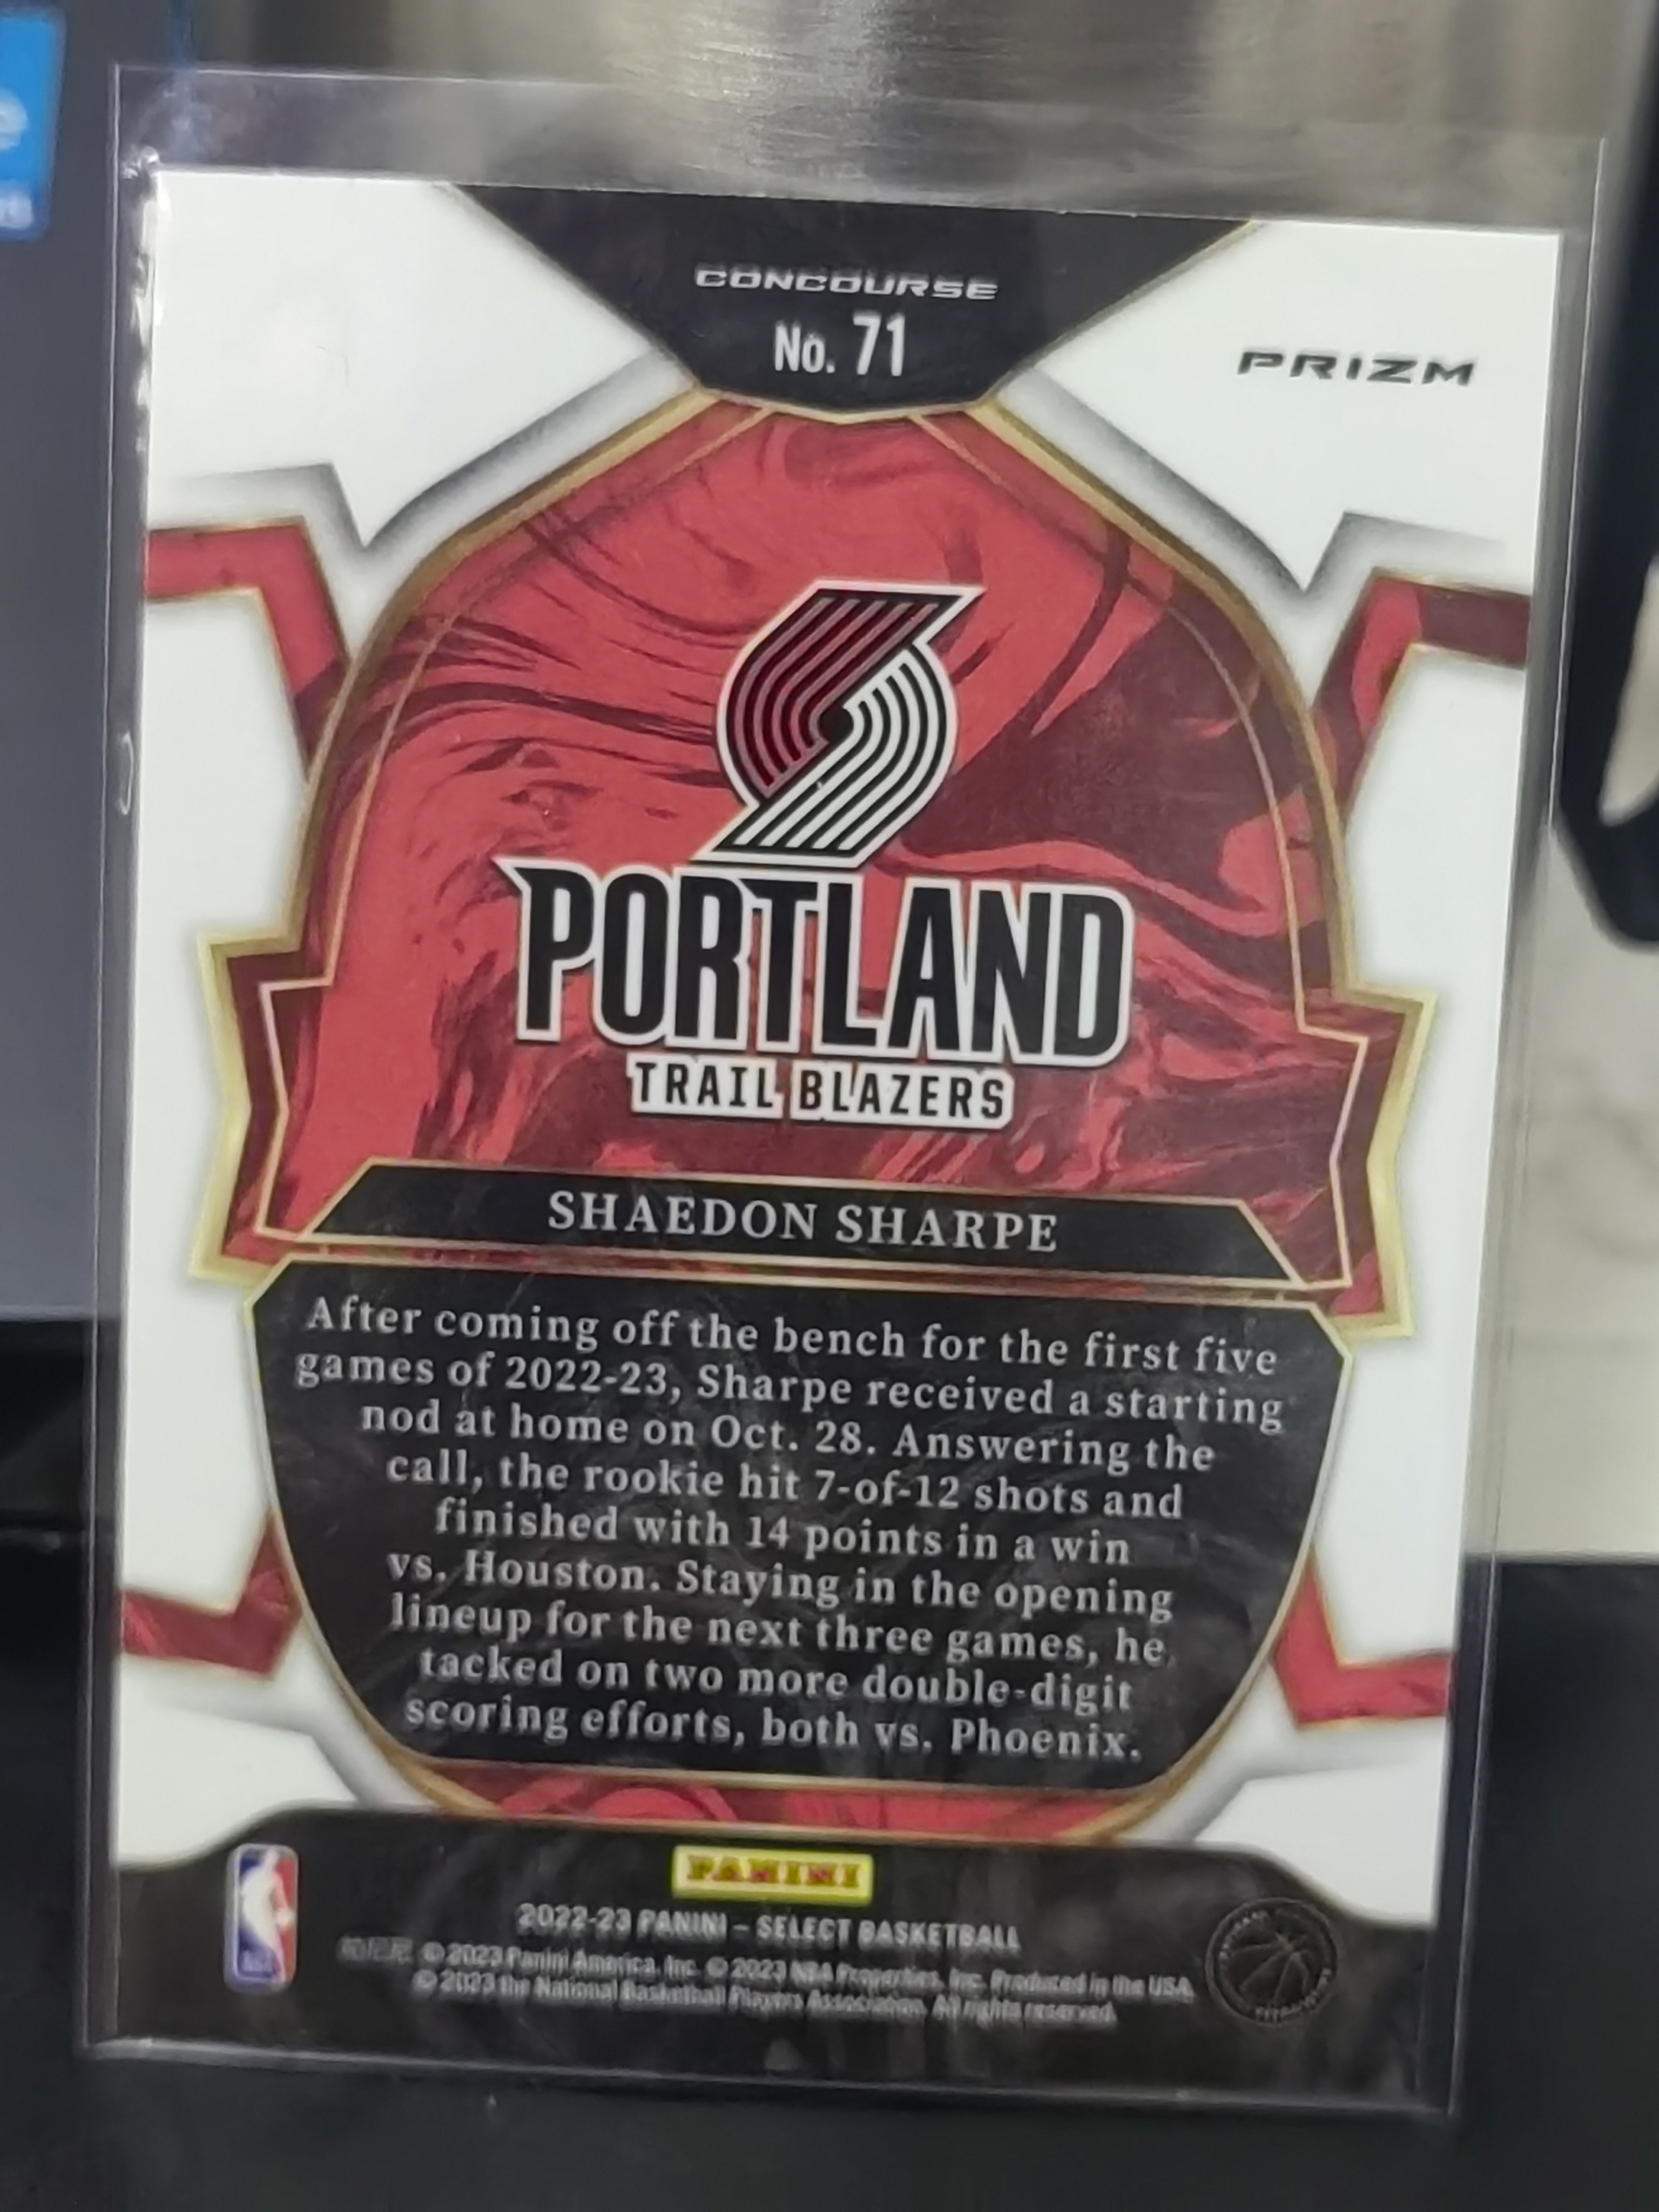 CONCOURSE
No. 71
PRIZM
PORTLAND
TRAIL BLAZERS
SHAEDON SHARPE
After coming off the bench for the first five
games of 2022-23, Sharpe received a starting
nod at home on Oct. 28. Answering the
call, the rookie hit 7-of-12 shots and
finished with 14 points in a win
vs. Houston. Staying in the opening
lineup for the next three games, he
tacked on two more double-digit
scoring efforts, both vs. Phoenix.
PANINI
2022-23 PANINI – SELECT BASKETBALL
© 2023 Panini America, Inc. © 2023 NBA Properties, Inc. Produced in the USA.
© 2023 the National Basketball Players Association. All rights reserved.